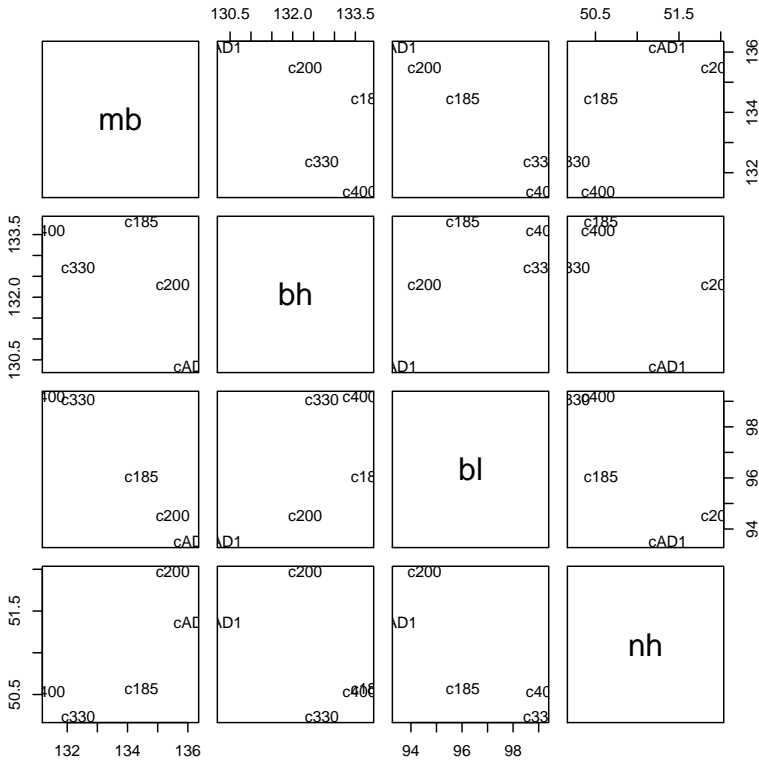 130.5 132.0 133.5 50.5 51.5
AD1 AD1 cAD1
c200 c200 c20
c18 c185 c185
mb
c330 c33 330
c400 c40 c400
132 134 136
c185 c185 c185
400 c40 c400
c330 c33 330
bh
c200 c200 c20
cAD AD1 cAD1
130.5 132.0 133.5
400 c330 c330 c400 330 c400
bl
c185 c18 c185
c200 c200 c20
cAD AD1 cAD1
94 96 98
c200 c200 c200
cAD AD1 AD1
nh
400 c185 c400 c18 c185 c40
c330 c330 c33
50.5 51.5
132 134 136 94 96 98